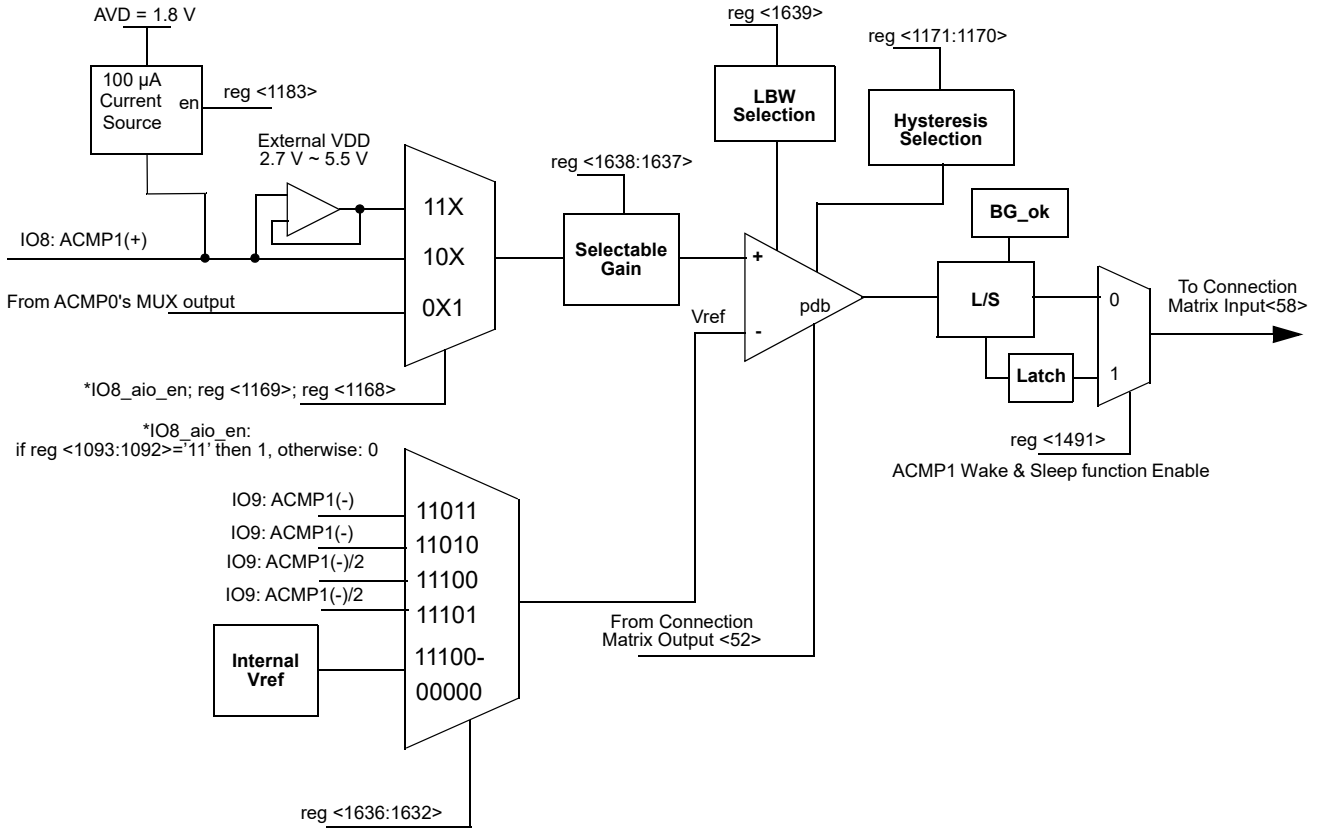 AVD = 1.8 V
100 µA
Current
Source
en
reg <1183>
External VDD
2.7 V ~ 5.5 V
IO8: ACMP1(+)
From ACMP0's MUX output
11X
10X
0X1
*IO8_aio_en; reg <1169>; reg <1168>
*IO8_aio_en:
if reg <1093:1092>='11' then 1, otherwise: 0
reg <1638:1637>
Selectable
Gain
reg <1639>
LBW
Selection
reg <1171:1170>
Hysteresis
Selection
+
-
pdb
Vref
BG_ok
L/S
Latch
0
1
To Connection
Matrix Input<58>
reg <1491>
ACMP1 Wake & Sleep function Enable
IO9: ACMP1(-)
IO9: ACMP1(-)
IO9: ACMP1(-)/2
IO9: ACMP1(-)/2
Internal
Vref
11011
11010
11100
11101
11100-
00000
From Connection
Matrix Output <52>
reg <1636:1632>